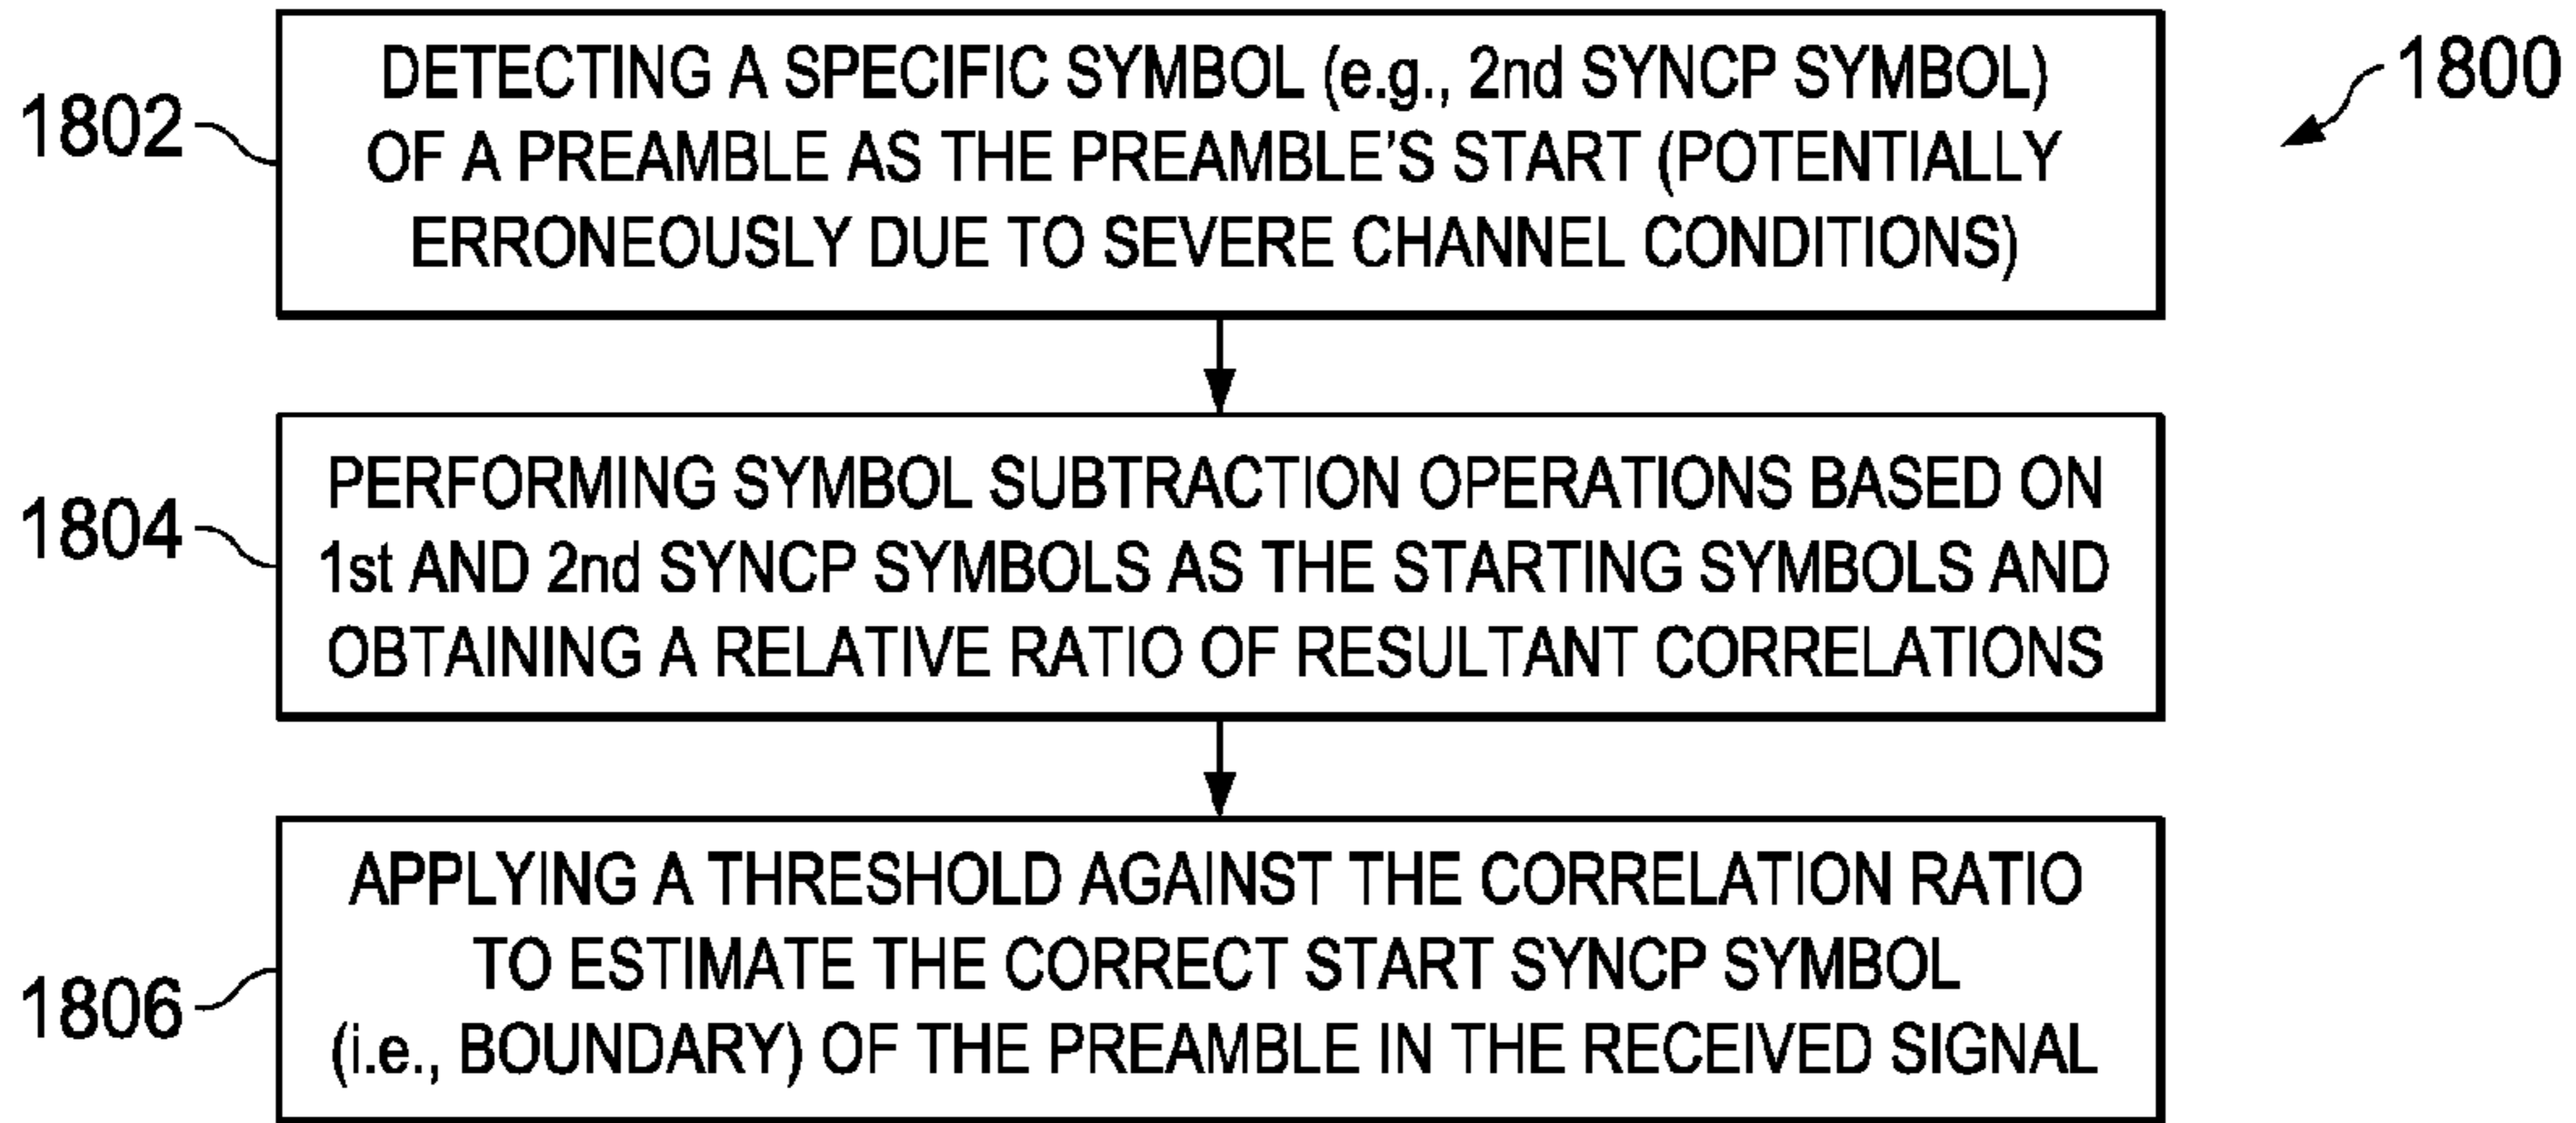 1800
1802
DETECTING A SPECIFIC SYMBOL (e.g., 2nd SYNCP SYMBOL)
OF A PREAMBLE AS THE PREAMBLE'S START (POTENTIALLY
ERRONEOUSLY DUE TO SEVERE CHANNEL CONDITIONS)
1804
PERFORMING SYMBOL SUBTRACTION OPERATIONS BASED ON
1st AND 2nd SYNCP SYMBOLS AS THE STARTING SYMBOLS AND
OBTAINING A RELATIVE RATIO OF RESULTANT CORRELATIONS
1806
APPLYING A THRESHOLD AGAINST THE CORRELATION RATIO
TO ESTIMATE THE CORRECT START SYNCP SYMBOL
(i.e., BOUNDARY) OF THE PREAMBLE IN THE RECEIVED SIGNAL